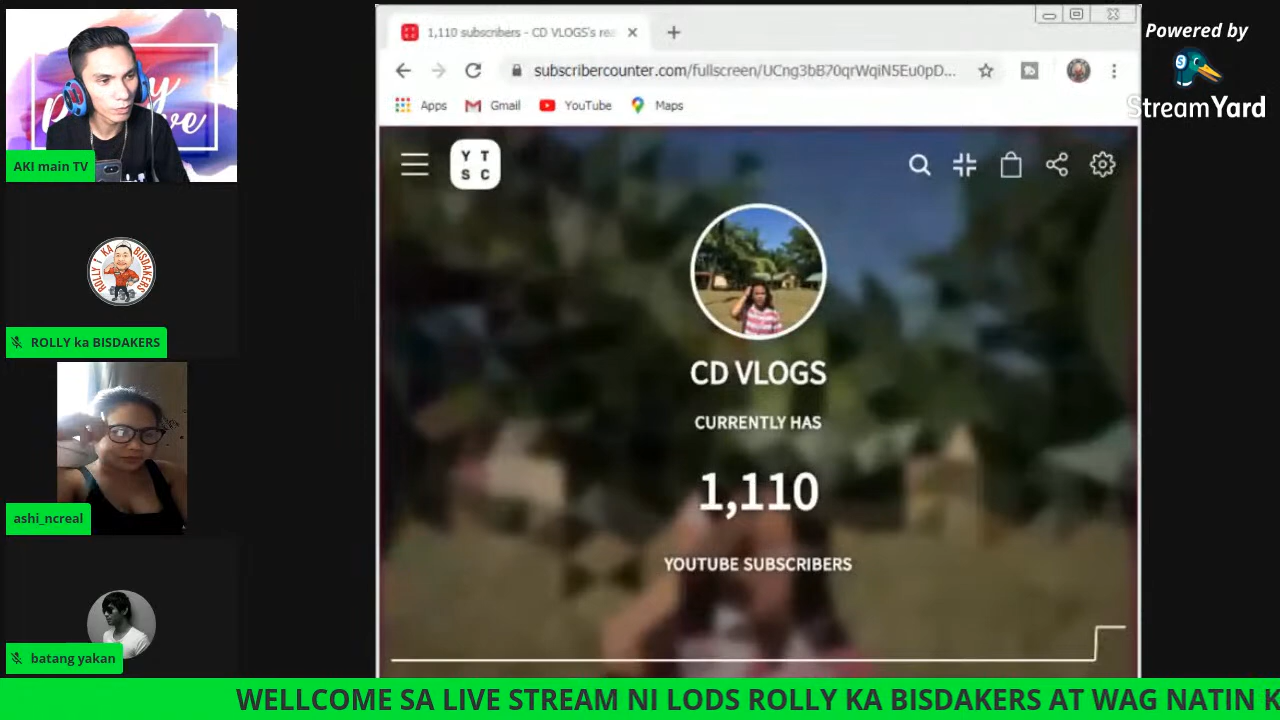 AKI main TV
ROLLY ka BISDAKERS
ashi_ncreal
batang yakan
1,110 subscribers - CD VLOGS's rea
subscribercounter.com/fullscreen/UCng3bB70qrWqiN5Eu0pD...
Apps Gmail YouTube Maps
Y T
S C
CD VLOGS
CURRENTLY HAS
1,110
YOUTUBE SUBSCRIBERS
Powered by
StreamYard
WELLCOME SA LIVE STREAM NI LODS ROLLY KA BISDAKERS AT WAG NATIN K